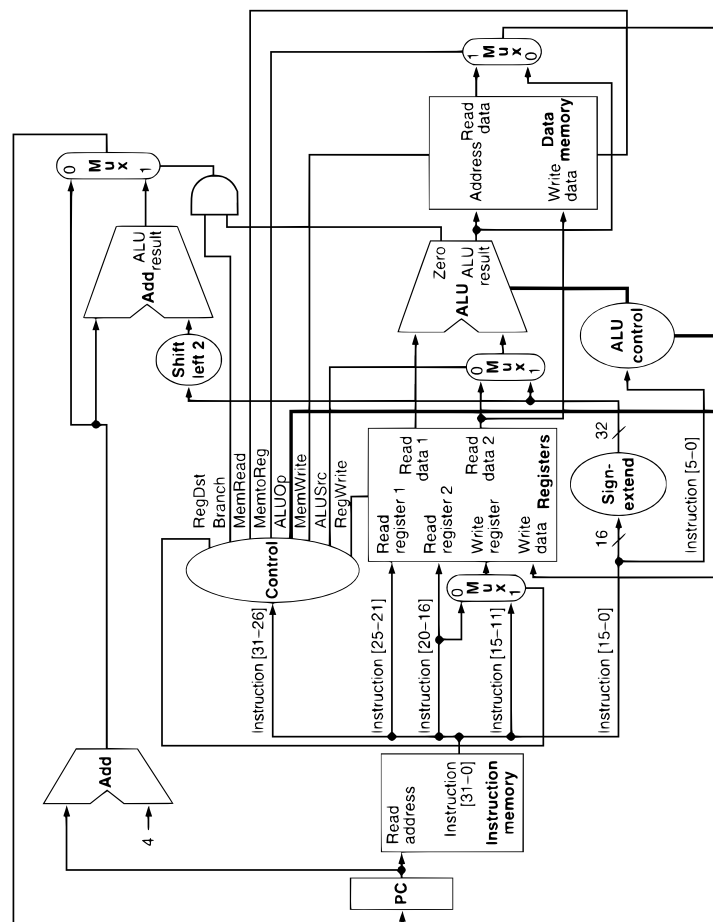 0
M
u
x
1
Add
ALU
result
Shift
left 2
Add
4
RegDst
Branch
MemRead
MemtoReg
ALUOp
MemWrite
ALUSrc
RegWrite
Control
Instruction [31–26]
Instruction [25–21]
Instruction [20–16]
Instruction [15–11]
Instruction [15–0]
Instruction [5–0]
PC
Read
address
Instruction
[31–0]
Instruction
memory
0
M
u
x
1
Read
register 1
Read
register 2
Write
register
Write
data
Read
data 1
Read
data 2
Registers
16
Sign-
extend
32
0
M
u
x
1
Zero
ALU
ALU
result
ALU
control
Address
Read
data
Write
data
Data
memory
1
M
u
x
0